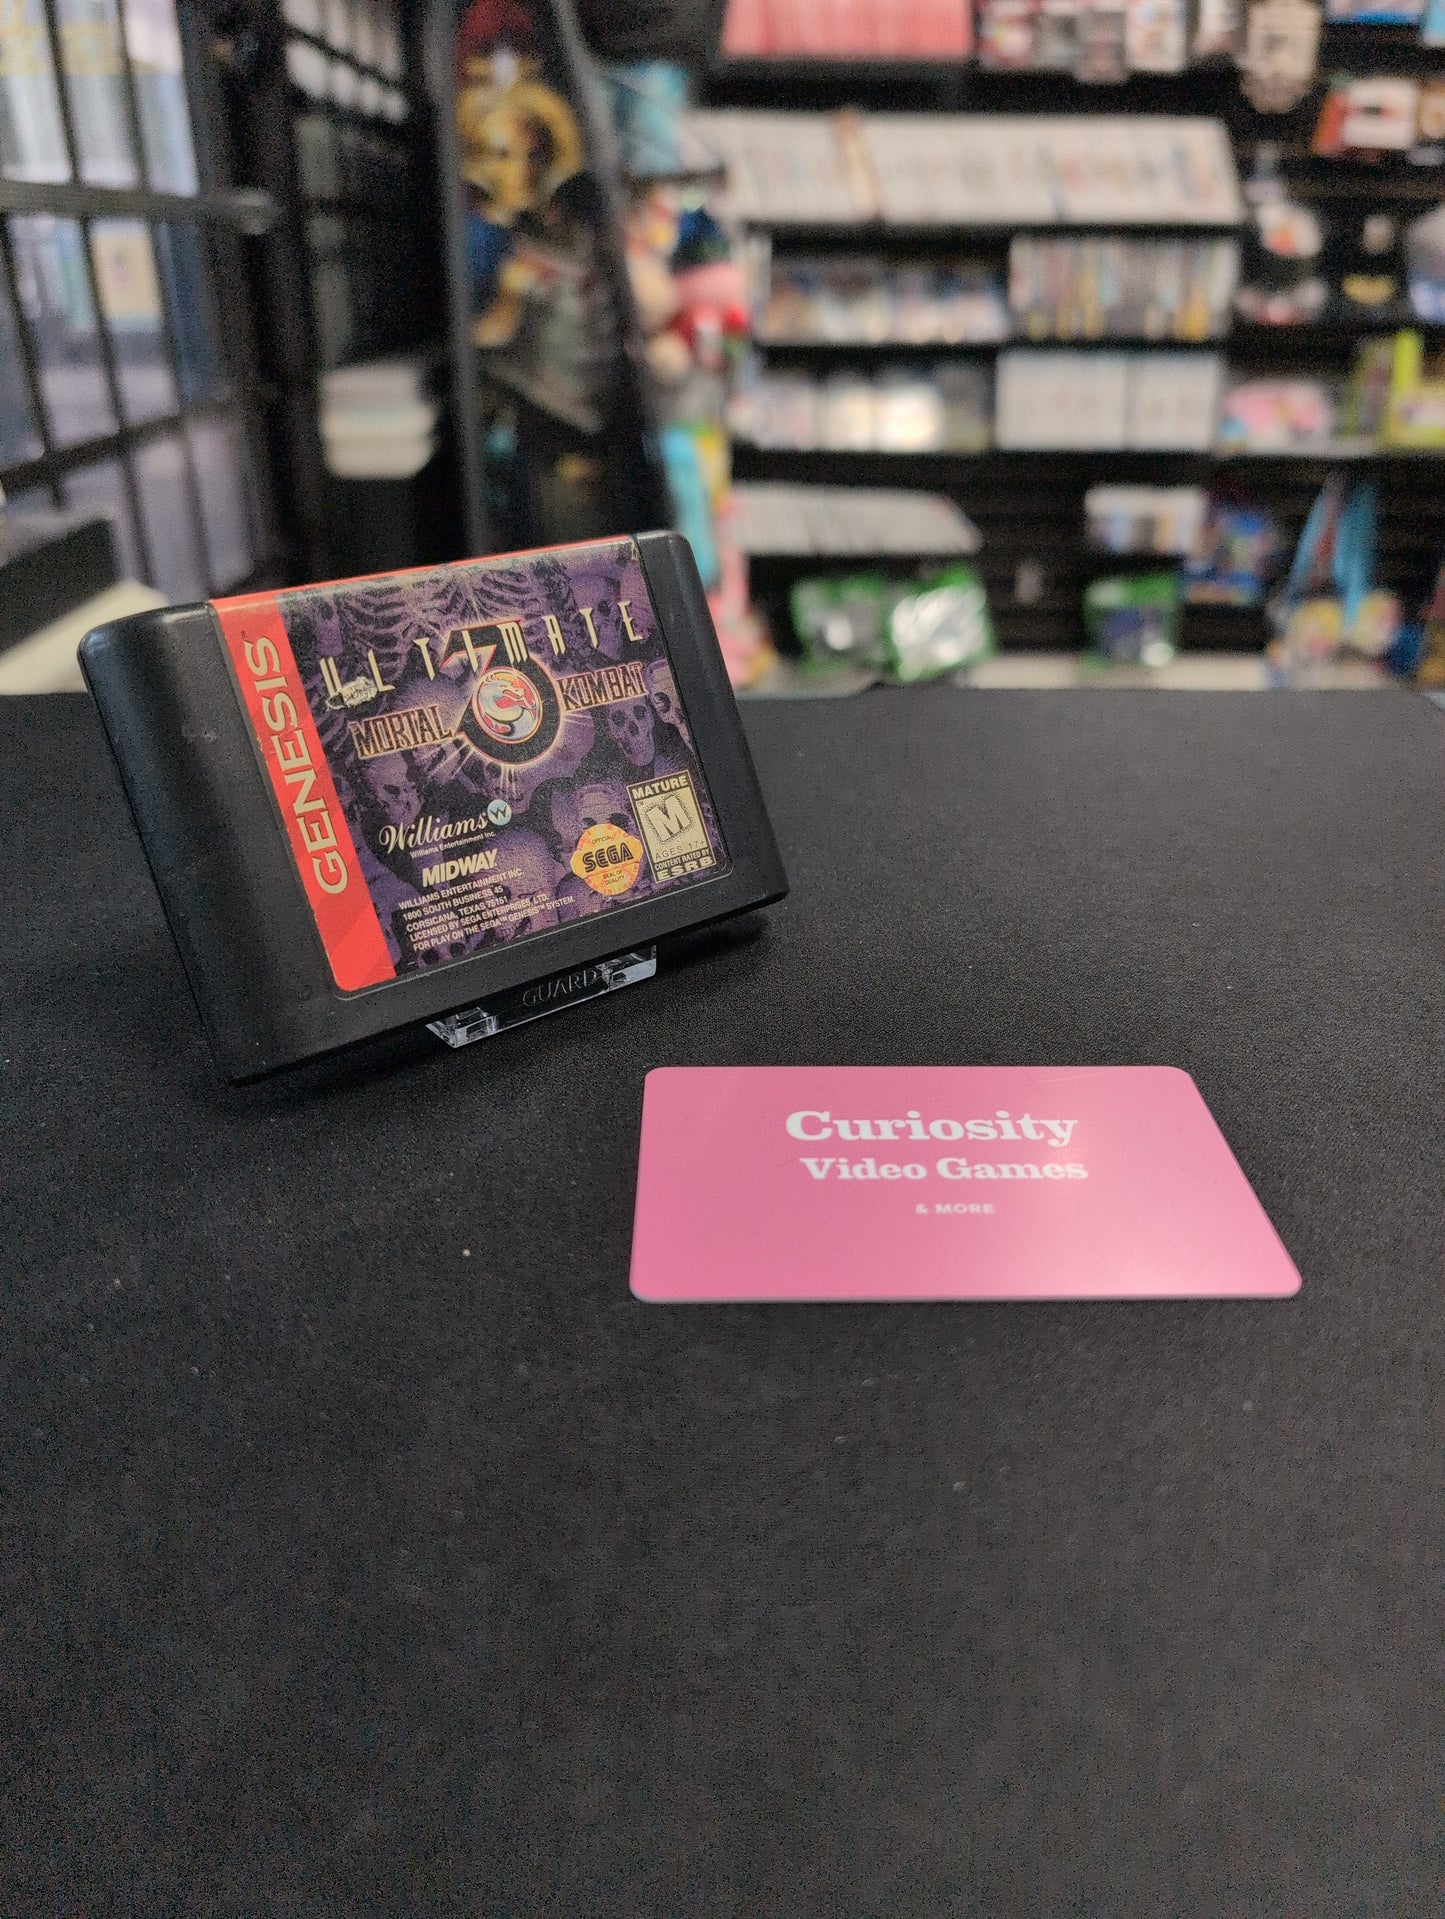 GENESIS
ULTIMATE
MORTAL 3 KOMBAT
Williams W
Williams Entertainment Inc.
MIDWAY
WILLIAMS ENTERTAINMENT INC.
1800 SOUTH BUSINESS 45
CORSICANA, TEXAS 75151
LICENSED BY SEGA ENTERPRISES, LTD.
FOR PLAY ON THE SEGA™ GENESIS™ SYSTEM.
OFFICIAL
SEGA
SEAL OF
QUALITY
MATURE
M
AGES 17+
CONTENT RATED BY
ESRB
GUARD
Curiosity
Video Games
& MORE